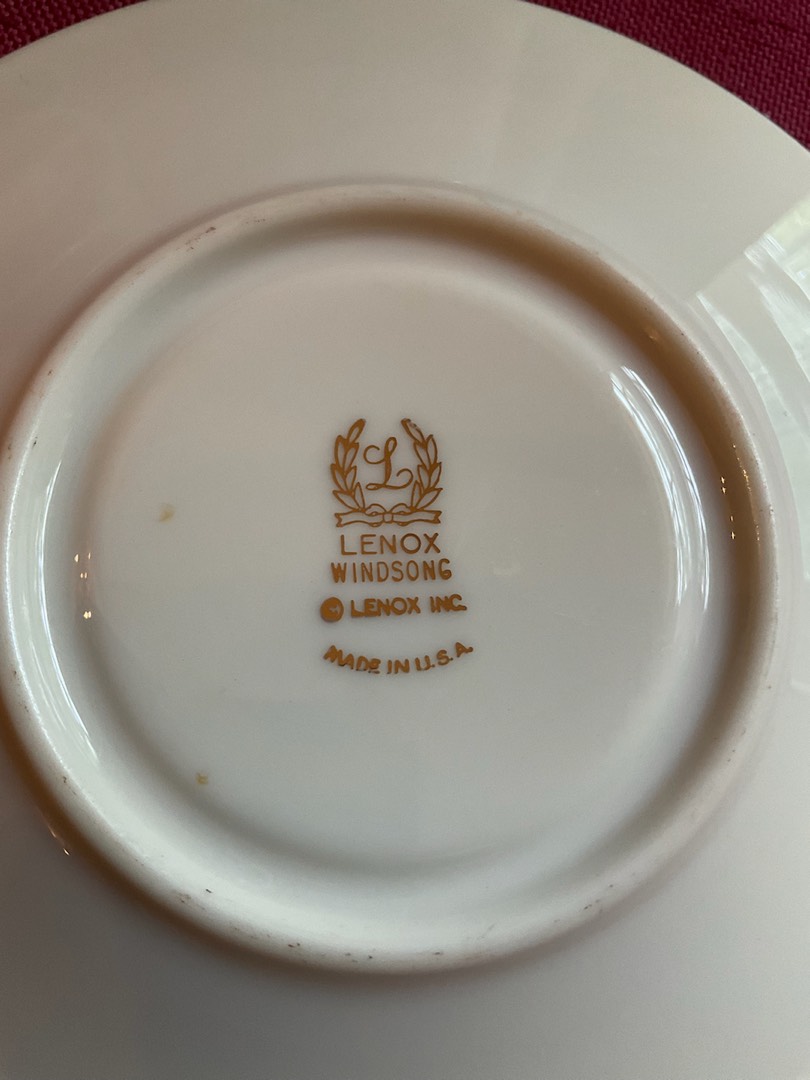 L
LENOX
WINDSONG
© LENOX INC.
MADE IN U.S.A.